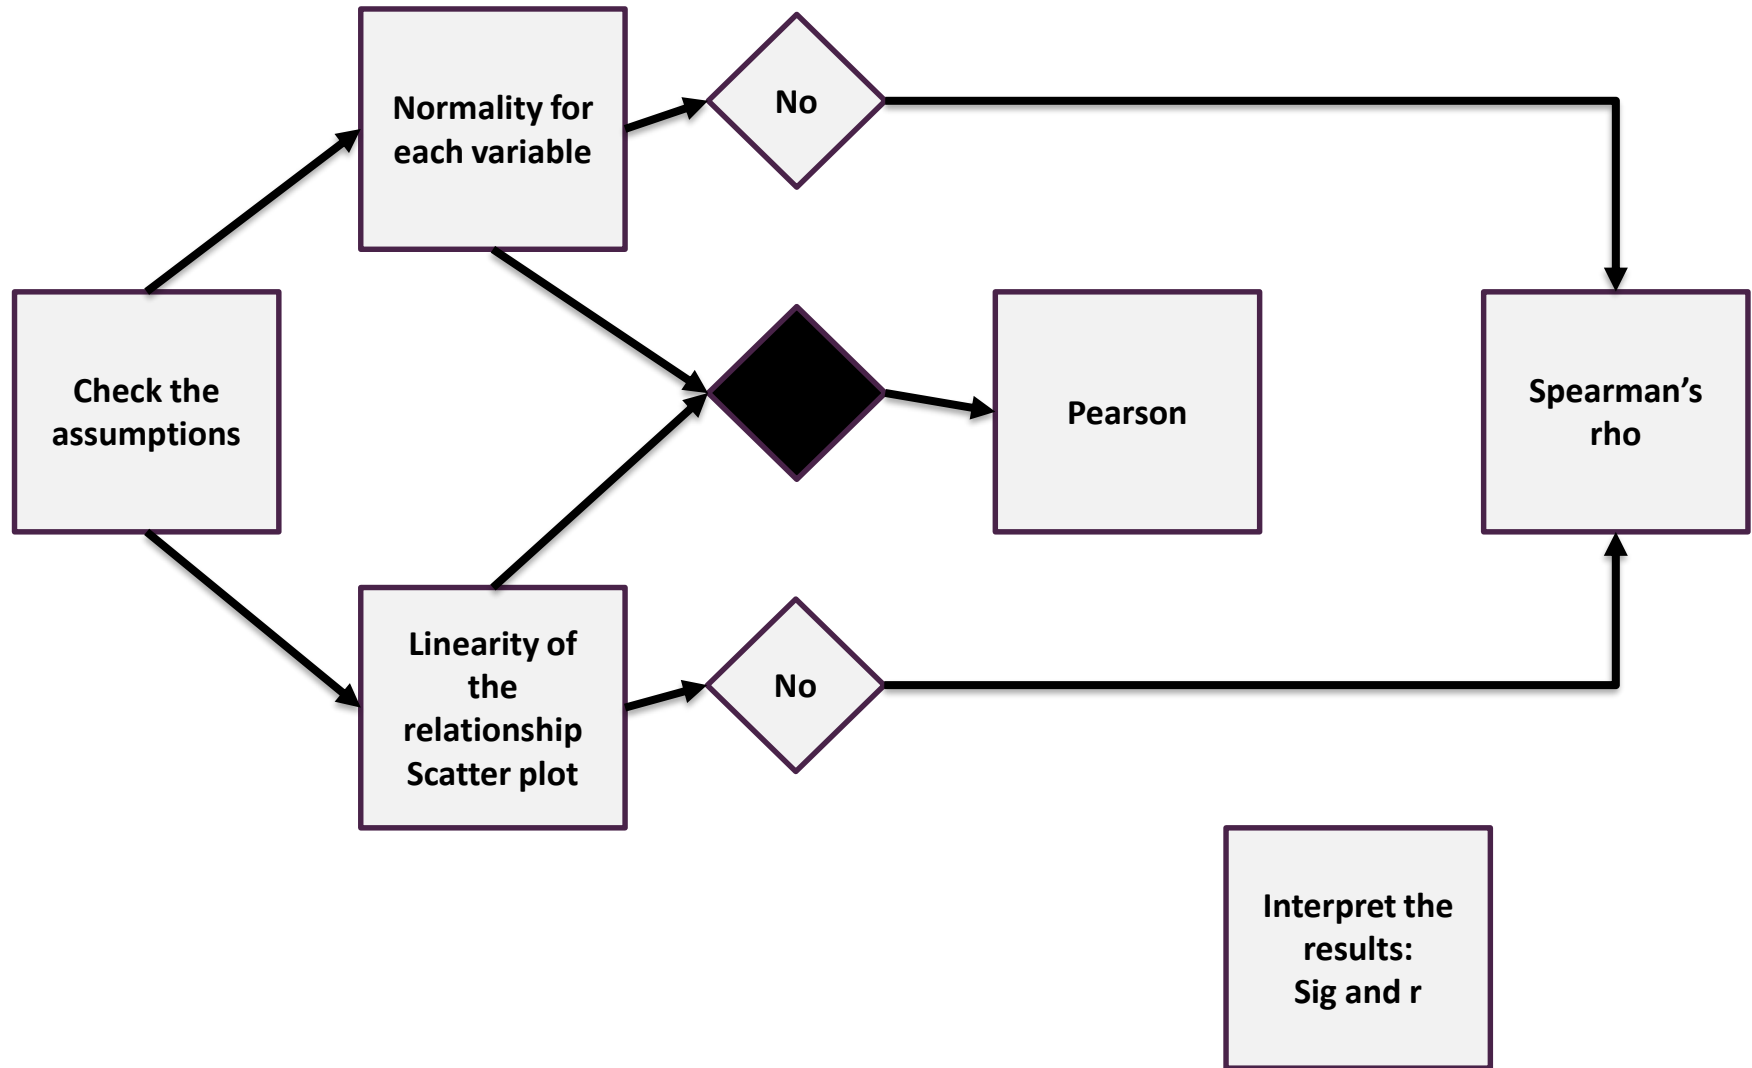 Normality for
each variable
No
Check the
assumptions
Pearson
Spearman’s
rho
Linearity of
the
relationship
Scatter plot
No
Interpret the
results:
Sig and r